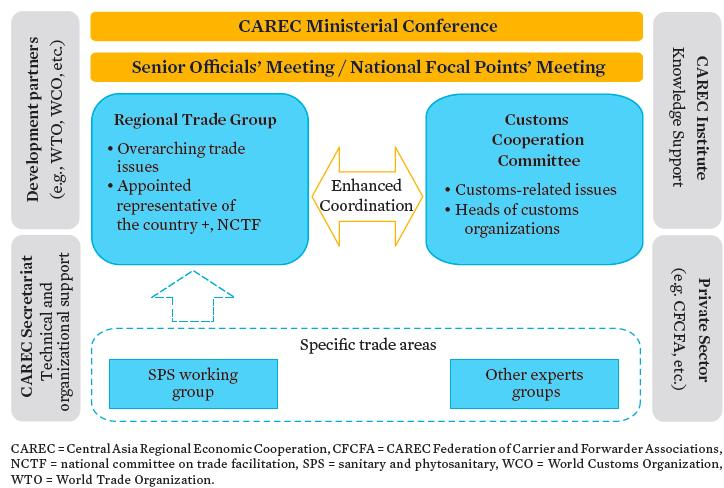 CAREC Ministerial Conference
Senior Officials’ Meeting / National Focal Points’ Meeting
Development partners
(e.g., WTO, WCO, etc.)
CAREC Secretariat
Technical and
organizational support
Regional Trade Group
• Overarching trade
issues
• Appointed
representative of
the country +, NCTF
Enhanced
Coordination
Customs
Cooperation
Committee
• Customs-related issues
• Heads of customs
organizations
CAREC Institute
Knowledge Support
Private Sector
(e.g, CFCFA, etc.)
Specific trade areas
SPS working
group
Other experts
groups
CAREC = Central Asia Regional Economic Cooperation, CFCFA = CAREC Federation of Carrier and Forwarder Associations,
NCTF = national committee on trade facilitation, SPS = sanitary and phytosanitary, WCO = World Customs Organization,
WTO = World Trade Organization.